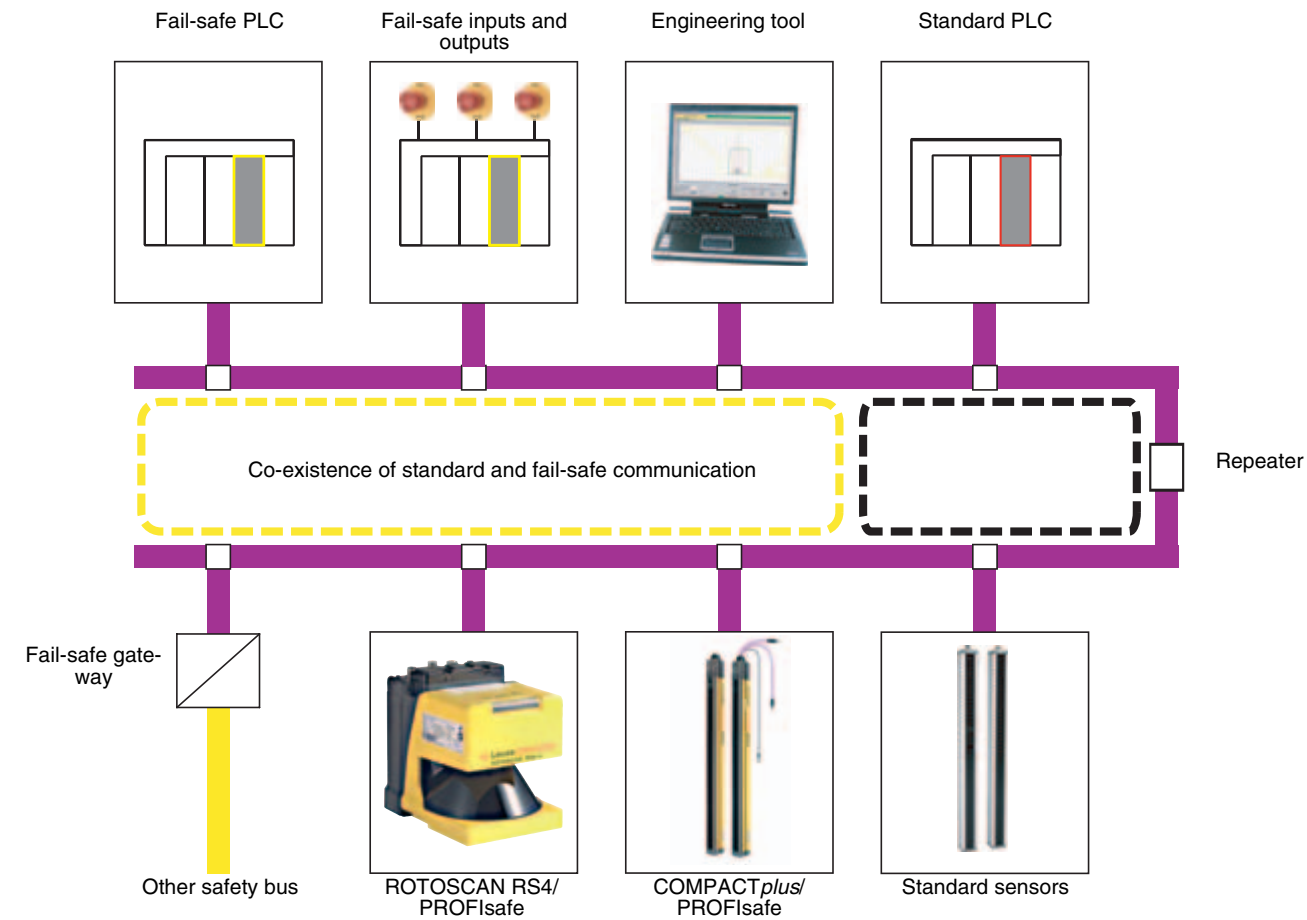 Fail-safe PLC
Fail-safe inputs and
outputs
Engineering tool
Standard PLC
Co-existence of standard and fail-safe communication
Repeater
Fail-safe gate-
way
Other safety bus
ROTOSCAN RS4/
PROFIsafe
COMPACTplus/
PROFIsafe
Standard sensors